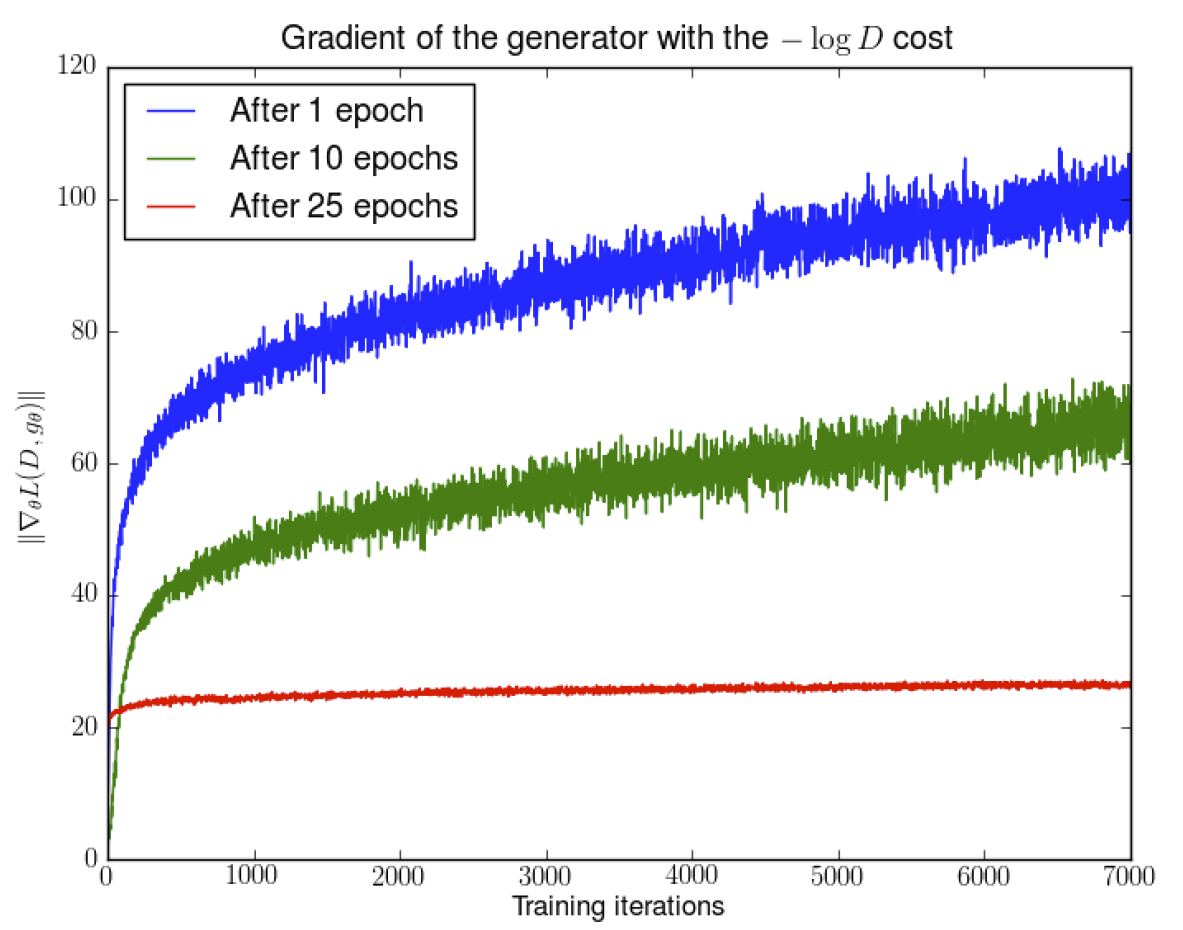 Gradient of the generator with the − log D cost
120
100
80
60
40
20
0
‖∇θL(D, gθ)‖
After 1 epoch
After 10 epochs
After 25 epochs
0 1000 2000 3000 4000 5000 6000 7000
Training iterations